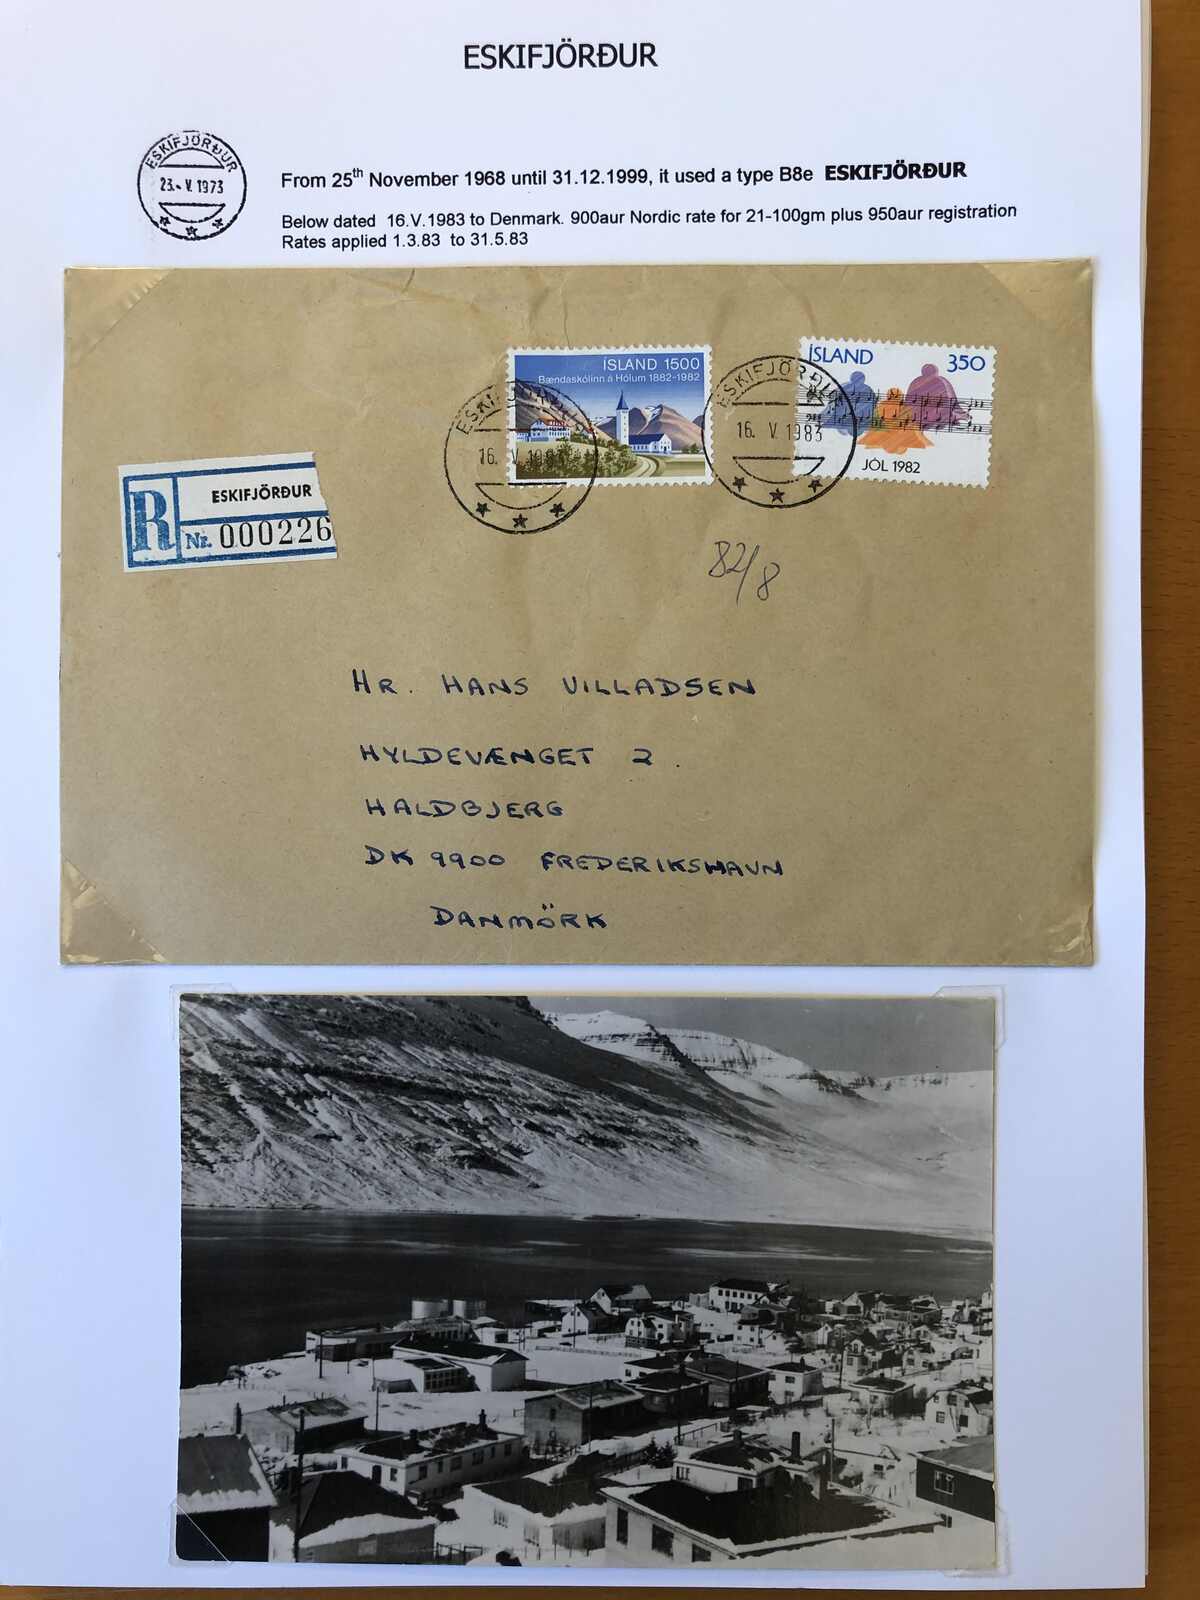 ESKIFJÖRÐUR
ESKIFJÖRÐUR
23.-V.1973
From 25th November 1968 until 31.12.1999, it used a type B8e ESKIFJÖRÐUR
Below dated 16.V.1983 to Denmark. 900aur Nordic rate for 21-100gm plus 950aur registration
Rates applied 1.3.83 to 31.5.83
ÍSLAND 1500
Bændaskólinn á Hólum 1882-1982
ESKIFJÖRÐUR
16. V. 1983
ÍSLAND 350
JÓL 1982
ESKIFJÖRÐUR
16. V. 1983
R ESKIFJÖRÐUR
Nr. 000226
82/8
HR. HANS VILLADSEN
HYLDEVÆNGET 2.
HALDBJERG
DK 9900 FREDERIKSHAVN
DANMÖRK